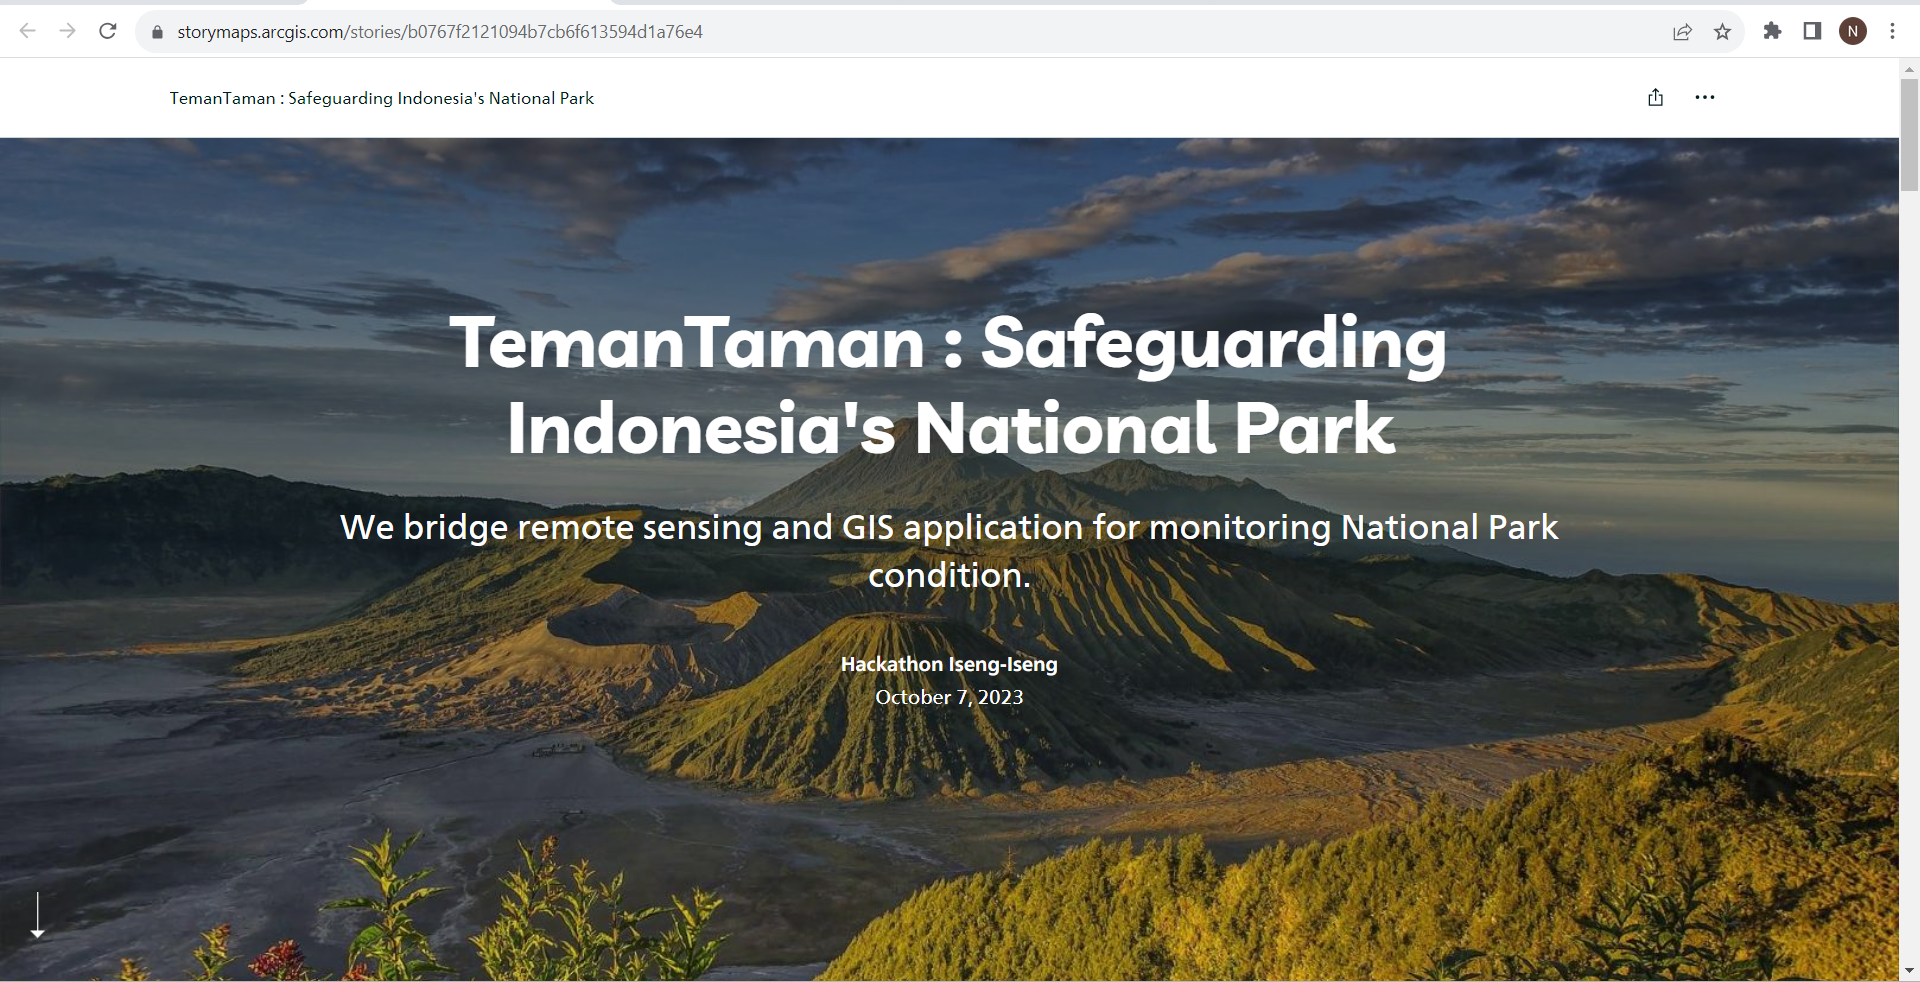 storymaps.arcgis.com/stories/b0767f2121094b7cb6f613594d1a76e4
N
TemanTaman : Safeguarding Indonesia's National Park
TemanTaman : Safeguarding
Indonesia's National Park
We bridge remote sensing and GIS application for monitoring National Park
condition.
Hackathon Iseng-Iseng
October 7, 2023